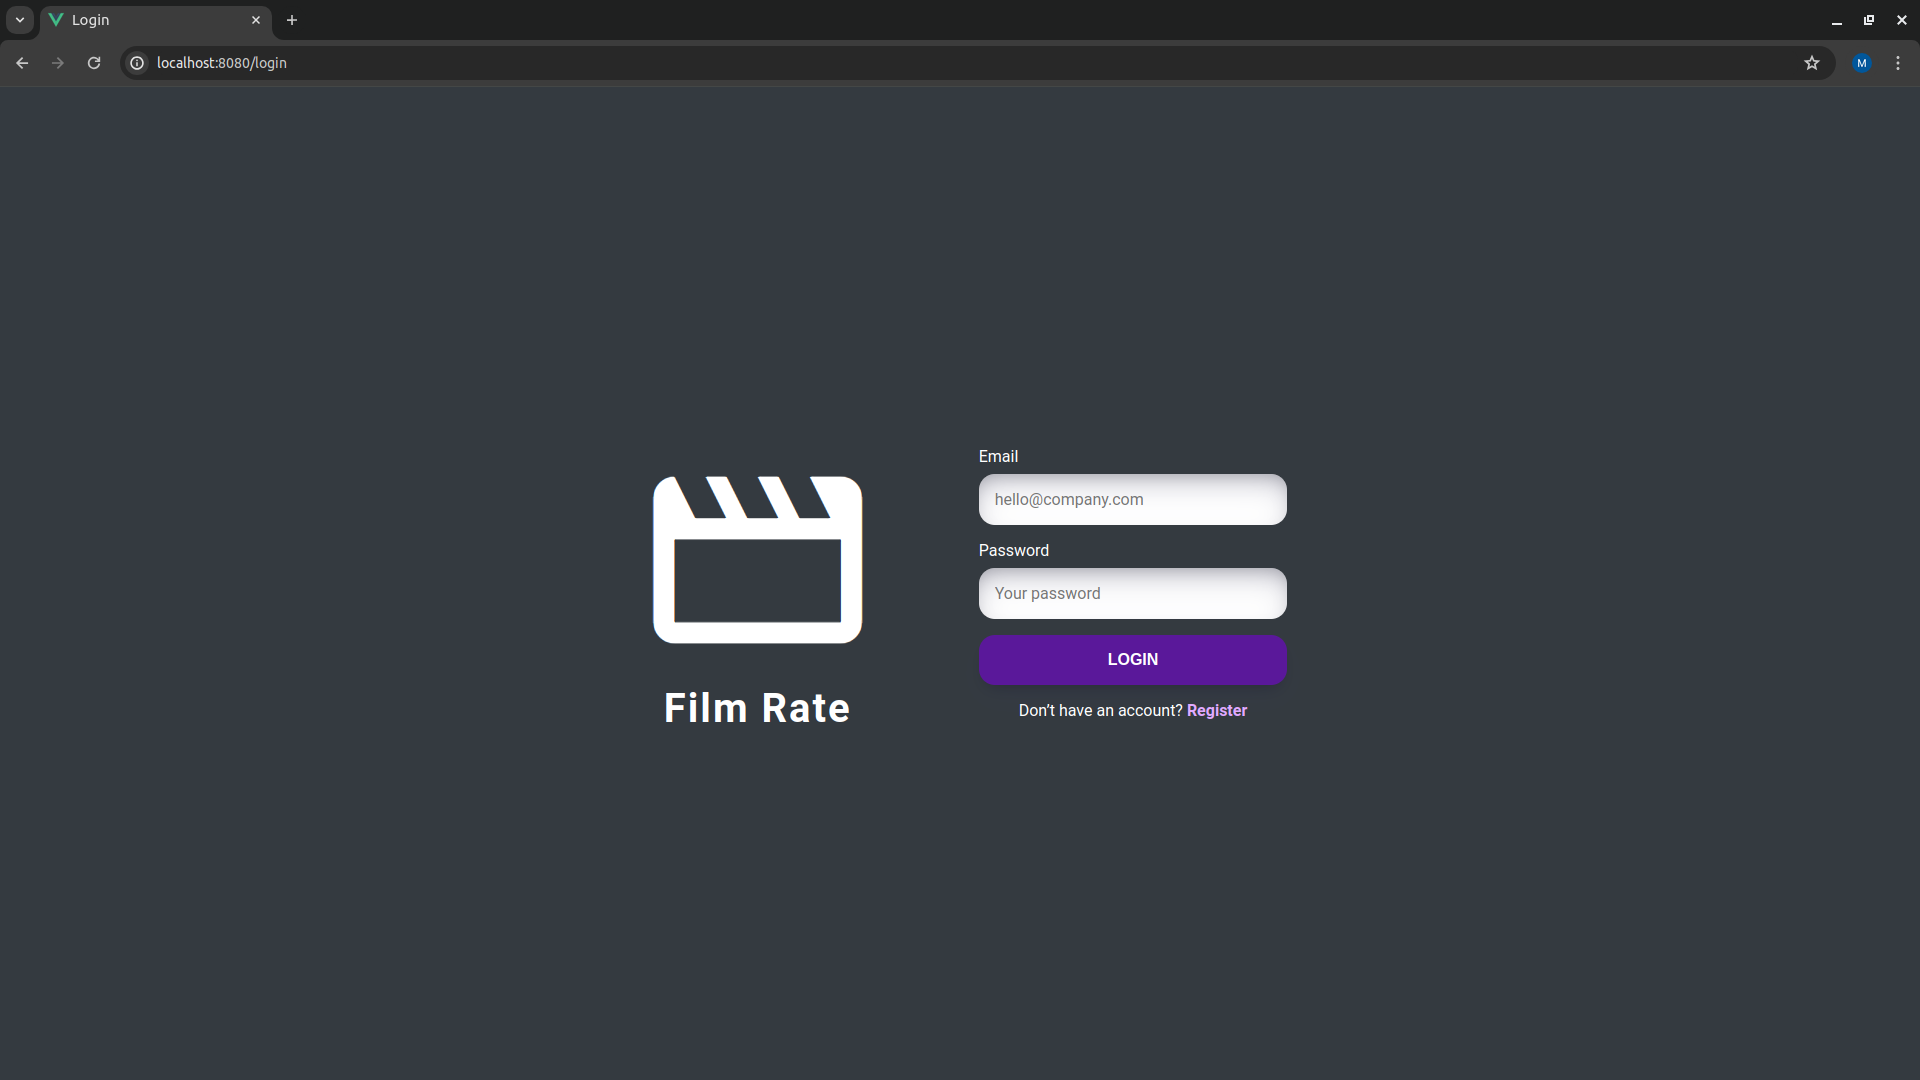 Login
localhost:8080/login
M
Email
hello@company.com
Password
Your password
LOGIN
Don’t have an account? Register
Film Rate